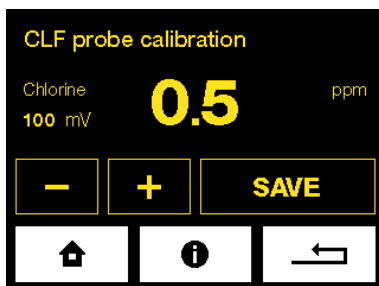 CLF probe calibration
Chlorine
0.5
ppm
100 mV
− + SAVE